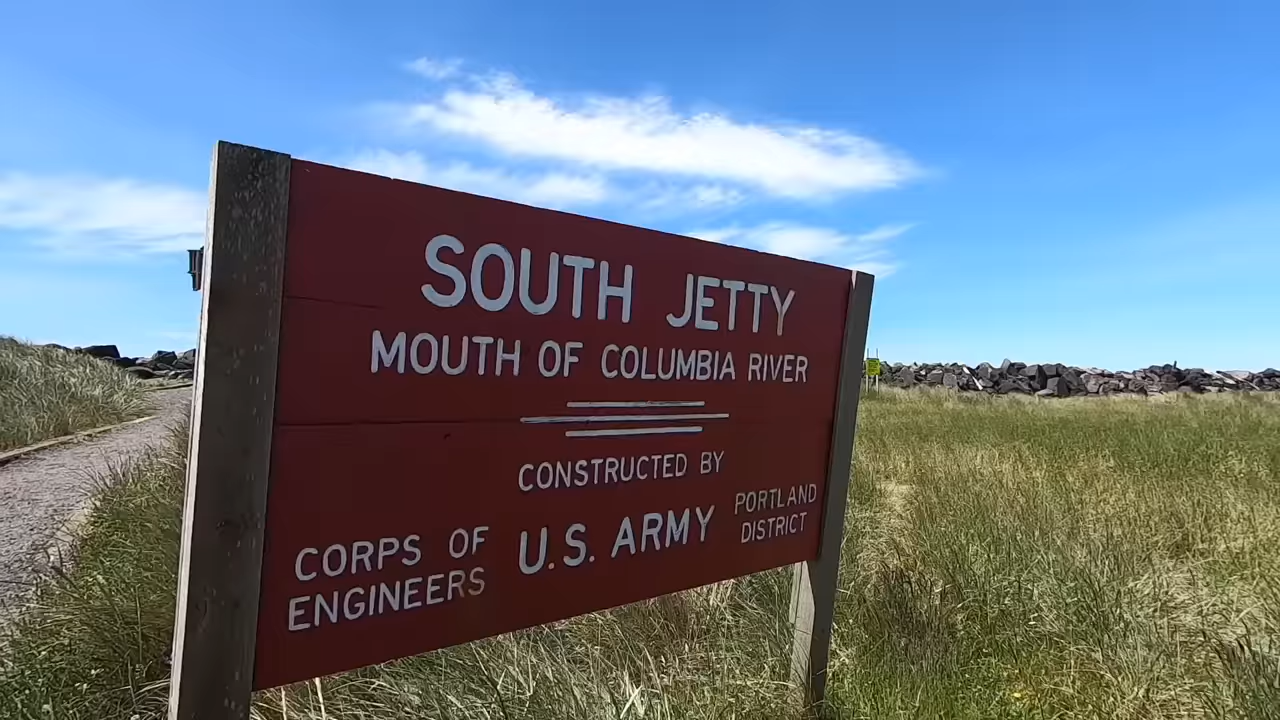 SOUTH JETTY
MOUTH OF COLUMBIA RIVER
CONSTRUCTED BY
CORPS OF
ENGINEERS
U.S. ARMY
PORTLAND
DISTRICT